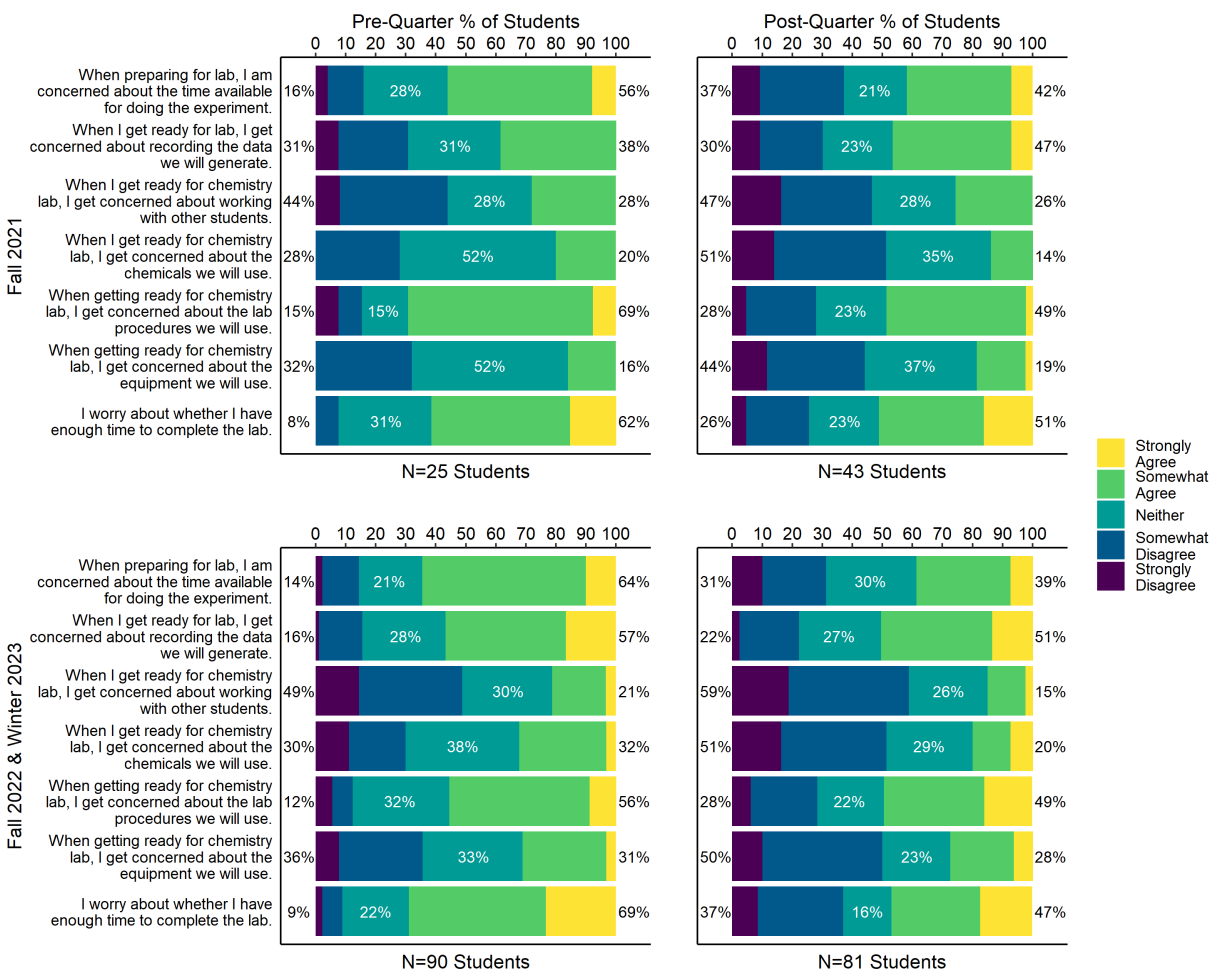 Pre-Quarter % of Students
Post-Quarter % of Students
0 10 20 30 40 50 60 70 80 90 100
0 10 20 30 40 50 60 70 80 90 100
Fall 2021
When preparing for lab, I am
concerned about the time available
for doing the experiment.
16% 28% 56%
37% 21% 42%
When I get ready for lab, I get
concerned about recording the data
we will generate.
31% 31% 38%
30% 23% 47%
When I get ready for chemistry
lab, I get concerned about working
with other students.
44% 28% 28%
47% 28% 26%
When I get ready for chemistry
lab, I get concerned about the
chemicals we will use.
28% 52% 20%
51% 35% 14%
When getting ready for chemistry
lab, I get concerned about the lab
procedures we will use.
15% 15% 69%
28% 23% 49%
When getting ready for chemistry
lab, I get concerned about the
equipment we will use.
32% 52% 16%
44% 37% 19%
I worry about whether I have
enough time to complete the lab.
8% 31% 62%
26% 23% 51%
N=25 Students
N=43 Students
Strongly
Agree
Somewhat
Agree
Neither
Somewhat
Disagree
Strongly
Disagree
0 10 20 30 40 50 60 70 80 90 100
0 10 20 30 40 50 60 70 80 90 100
Fall 2022 & Winter 2023
When preparing for lab, I am
concerned about the time available
for doing the experiment.
14% 21% 64%
31% 30% 39%
When I get ready for lab, I get
concerned about recording the data
we will generate.
16% 28% 57%
22% 27% 51%
When I get ready for chemistry
lab, I get concerned about working
with other students.
49% 30% 21%
59% 26% 15%
When I get ready for chemistry
lab, I get concerned about the
chemicals we will use.
30% 38% 32%
51% 29% 20%
When getting ready for chemistry
lab, I get concerned about the lab
procedures we will use.
12% 32% 56%
28% 22% 49%
When getting ready for chemistry
lab, I get concerned about the
equipment we will use.
36% 33% 31%
50% 23% 28%
I worry about whether I have
enough time to complete the lab.
9% 22% 69%
37% 16% 47%
N=90 Students
N=81 Students